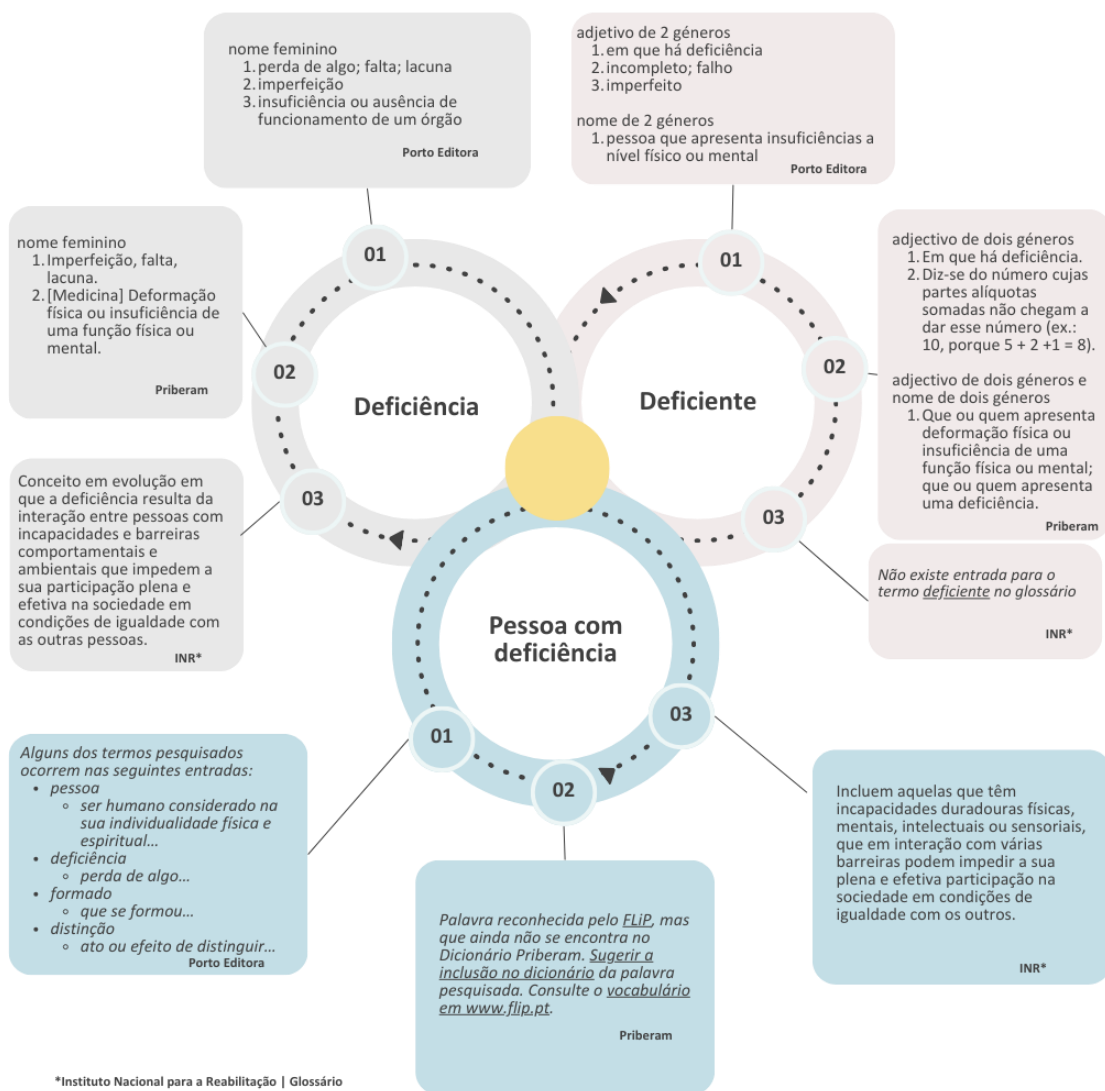 nome feminino
1. perda de algo; falta; lacuna
2. imperfeição
3. insuficiência ou ausência de
funcionamento de um órgão
Porto Editora
adjetivo de 2 géneros
1. em que há deficiência
2. incompleto; falho
3. imperfeito
nome de 2 géneros
1. pessoa que apresenta insuficiências a
nível físico ou mental
Porto Editora
nome feminino
1. Imperfeição, falta,
lacuna.
2. [Medicina] Deformação
física ou insuficiência de
uma função física ou
mental.
Priberam
01
02
03
Deficiência
01
02
03
Deficiente
adjectivo de dois géneros
1. Em que há deficiência.
2. Diz-se do número cujas
partes alíquotas
somadas não chegam a
dar esse número (ex.:
10, porque 5 + 2 +1 = 8).
adjectivo de dois géneros e
nome de dois géneros
1. Que ou quem apresenta
deformação física ou
insuficiência de uma
função física ou mental;
que ou quem apresenta
uma deficiência.
Priberam
Conceito em evolução em
que a deficiência resulta da
interação entre pessoas com
incapacidades e barreiras
comportamentais e
ambientais que impedem a
sua participação plena e
efetiva na sociedade em
condições de igualdade com
as outras pessoas.
INR*
Não existe entrada para o
termo deficiente no glossário
INR*
Pessoa com
deficiência
01
02
03
Alguns dos termos pesquisados
ocorrem nas seguintes entradas:
• pessoa
◦ ser humano considerado na
sua individualidade física e
espiritual…
• deficiência
◦ perda de algo…
• formado
◦ que se formou…
• distinção
◦ ato ou efeito de distinguir…
Porto Editora
Palavra reconhecida pelo FLiP, mas
que ainda não se encontra no
Dicionário Priberam. Sugerir a
inclusão no dicionário da palavra
pesquisada. Consulte o vocabulário
em www.flip.pt.
Priberam
Incluem aquelas que têm
incapacidades duradouras físicas,
mentais, intelectuais ou sensoriais,
que em interação com várias
barreiras podem impedir a sua
plena e efetiva participação na
sociedade em condições de
igualdade com os outros.
INR*
*Instituto Nacional para a Reabilitação | Glossário